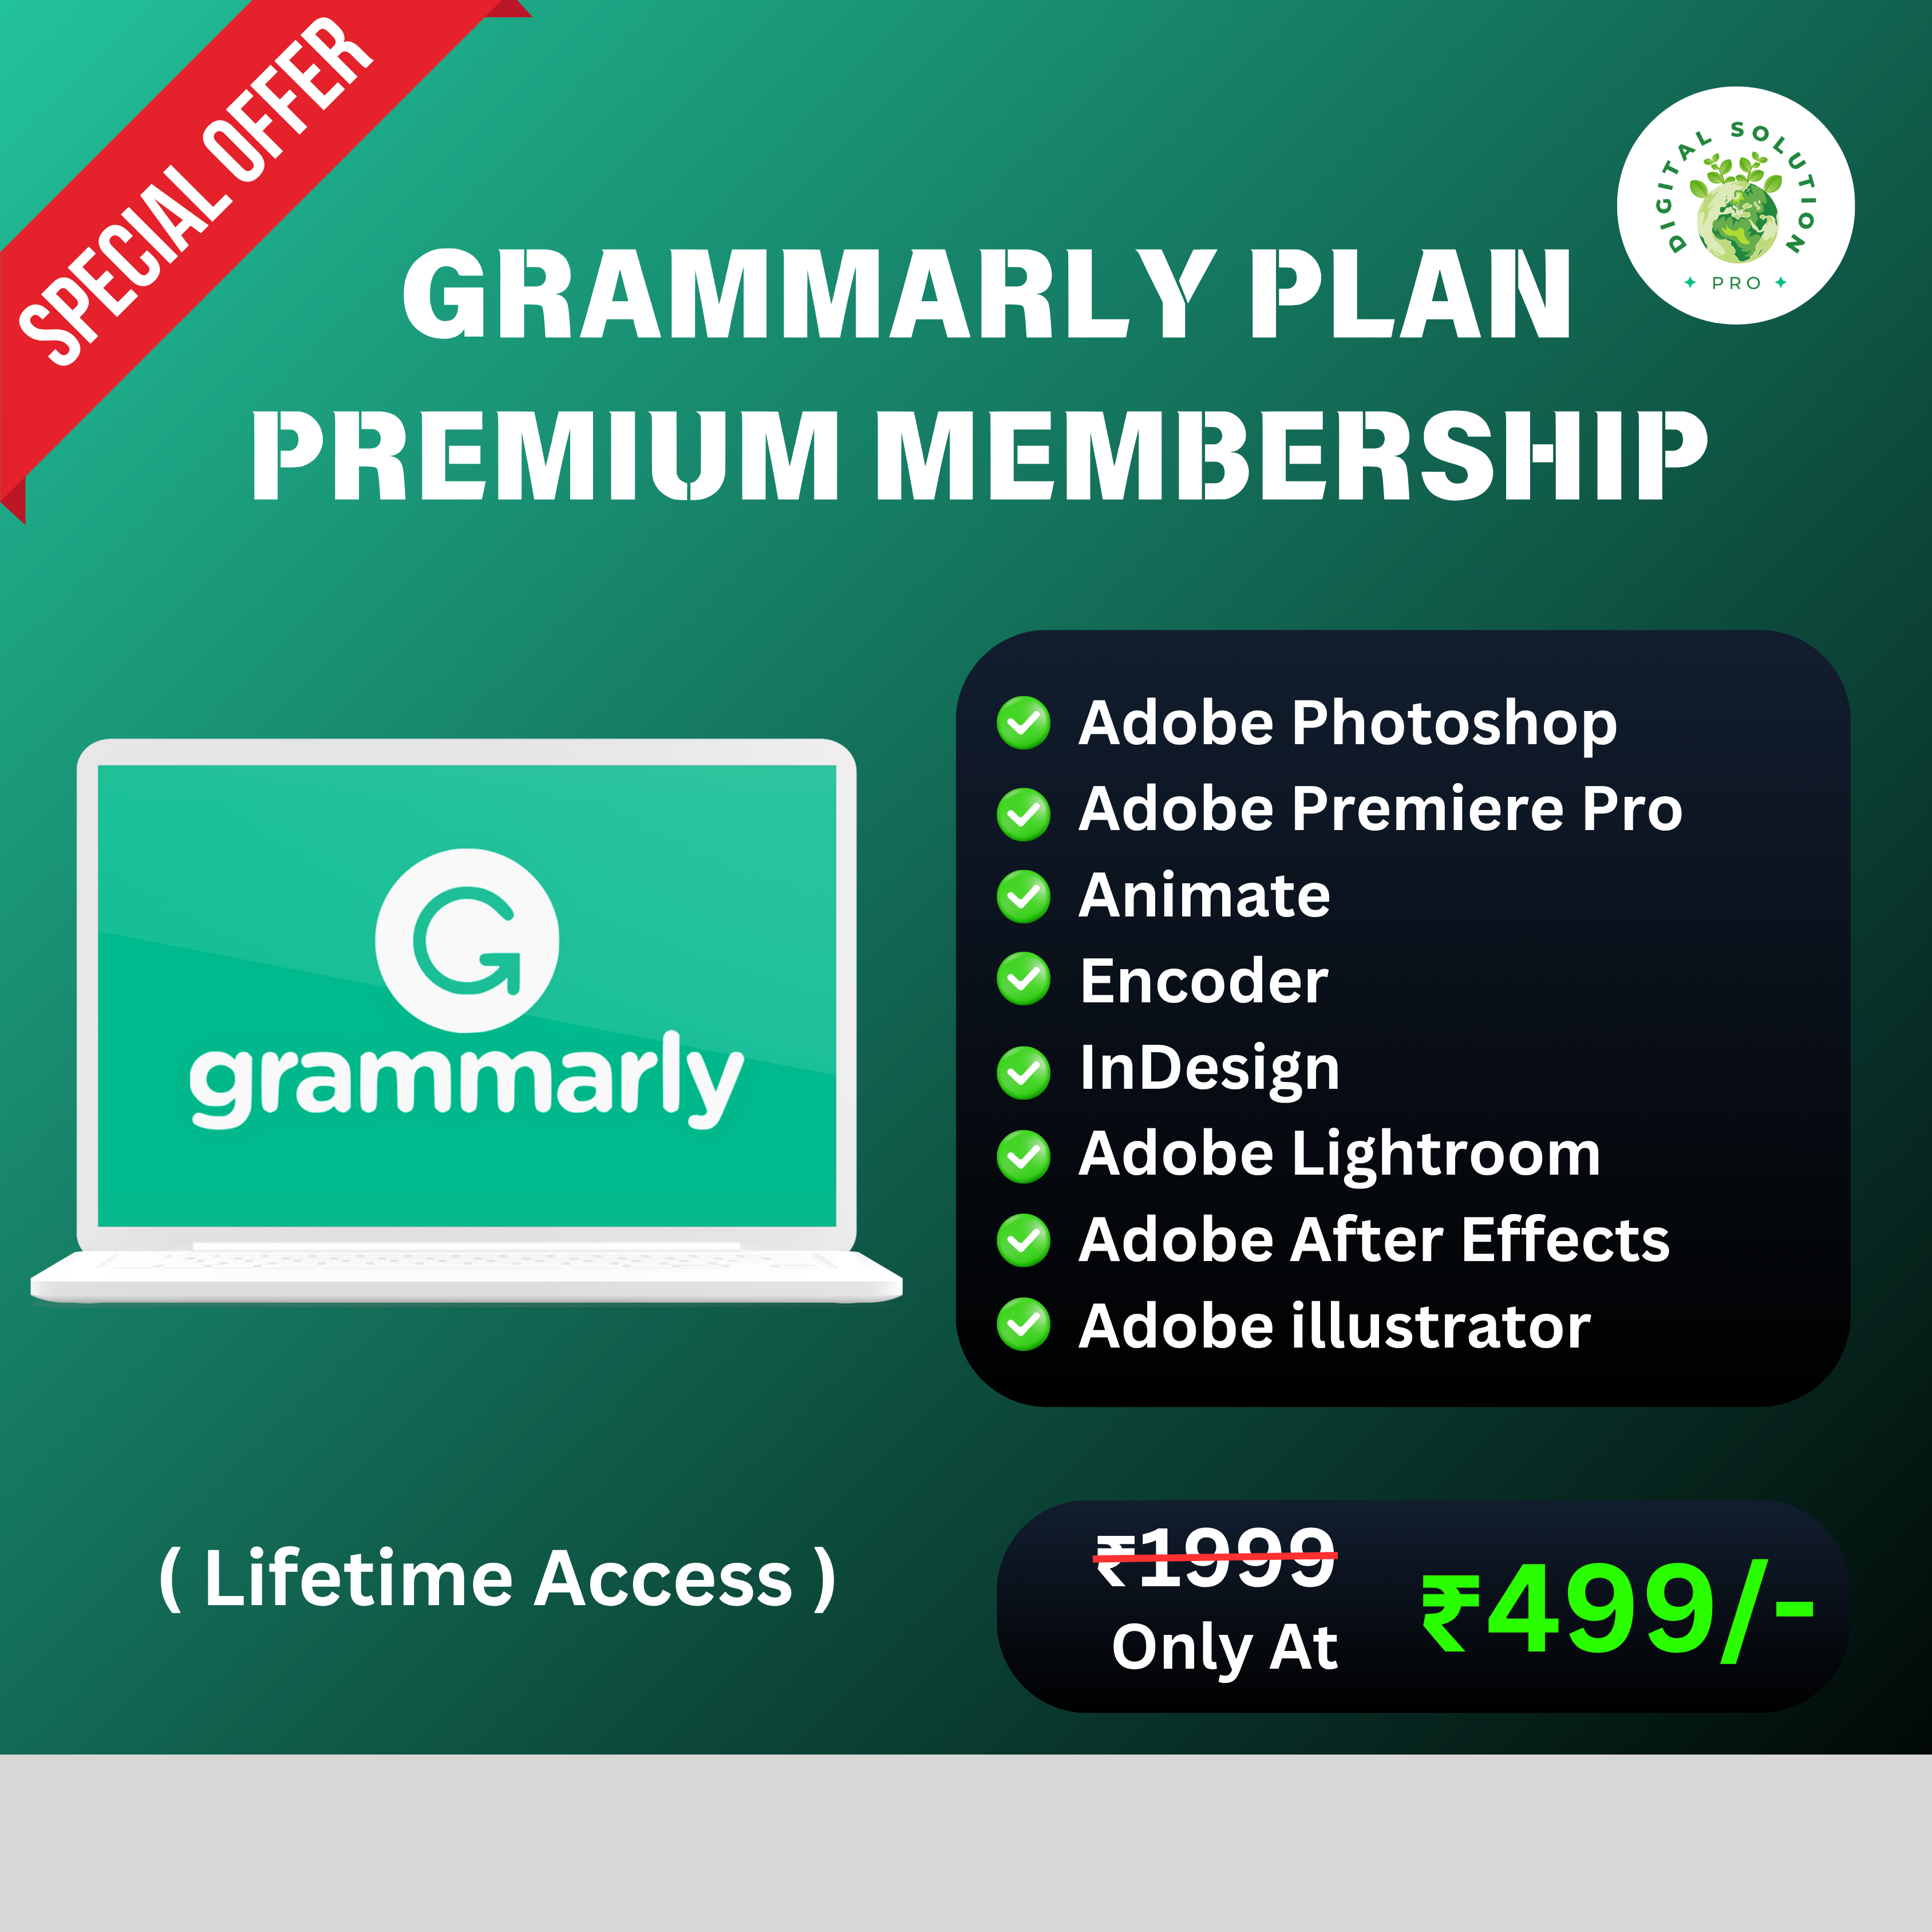 SPECIAL OFFER
DIGITAL SOLUTION
PRO
GRAMMARLY PLAN
PREMIUM MEMBERSHIP
grammarly
Adobe Photoshop
Adobe Premiere Pro
Animate
Encoder
InDesign
Adobe Lightroom
Adobe After Effects
Adobe illustrator
( Lifetime Access )
₹1999
Only At
₹499/-